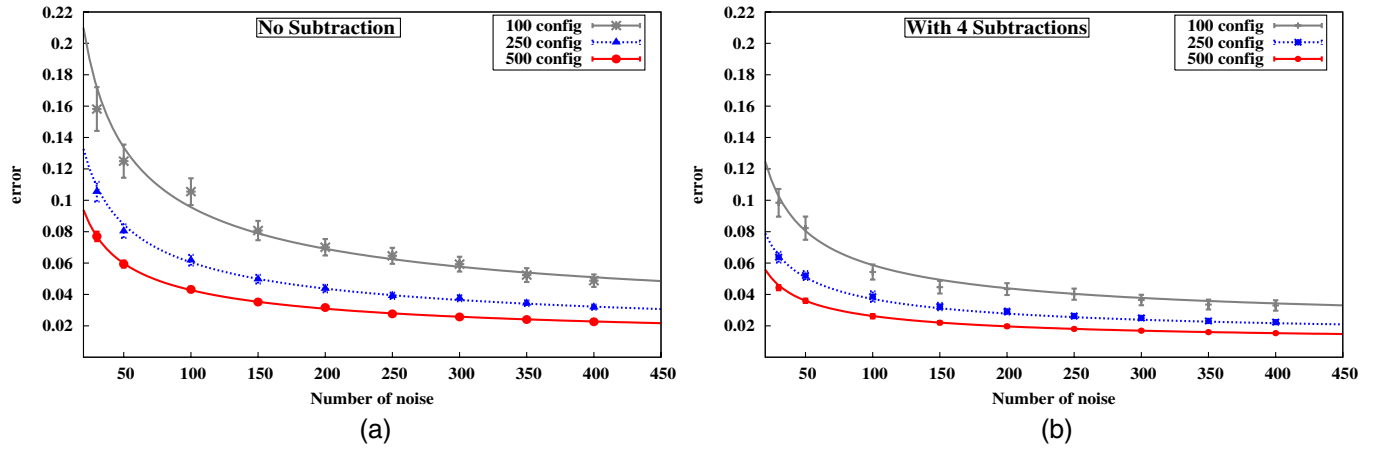 No Subtraction
100 config
250 config
500 config
0.22
0.2
0.18
0.16
0.14
0.12
0.1
0.08
0.06
0.04
0.02
error
50 100 150 200 250 300 350 400 450
Number of noise
(a)
With 4 Subtractions
100 config
250 config
500 config
0.22
0.2
0.18
0.16
0.14
0.12
0.1
0.08
0.06
0.04
0.02
error
50 100 150 200 250 300 350 400 450
Number of noise
(b)